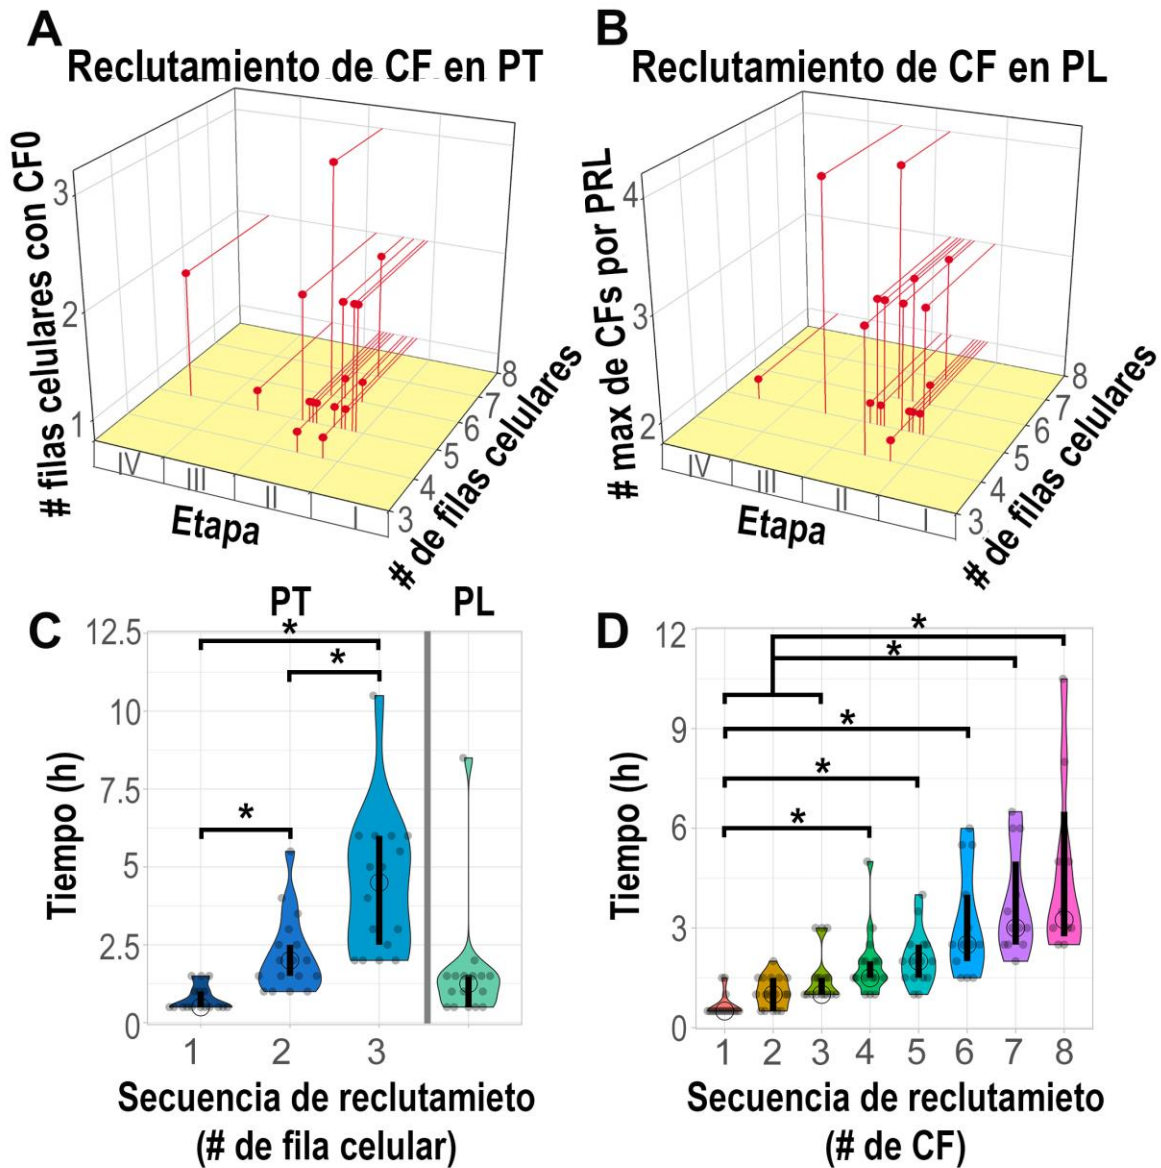 A
Reclutamiento de CF en PT
# filas celulares con CF0
3
2
1
IV
III
II
I
Etapa
3
4
5
6
7
8
# de filas celulares
B
Reclutamiento de CF en PL
# max de CFs por PRL
4
3
2
IV
III
II
I
Etapa
3
4
5
6
7
8
# de filas celulares
C
PT
PL
Tiempo (h)
12.5
10
7.5
5
2.5
0
*
*
*
1
2
3
Secuencia de reclutamieto
(# de fila celular)
D
Tiempo (h)
12
9
6
3
0
*
*
*
*
*
1
2
3
4
5
6
7
8
Secuencia de reclutamieto
(# de CF)